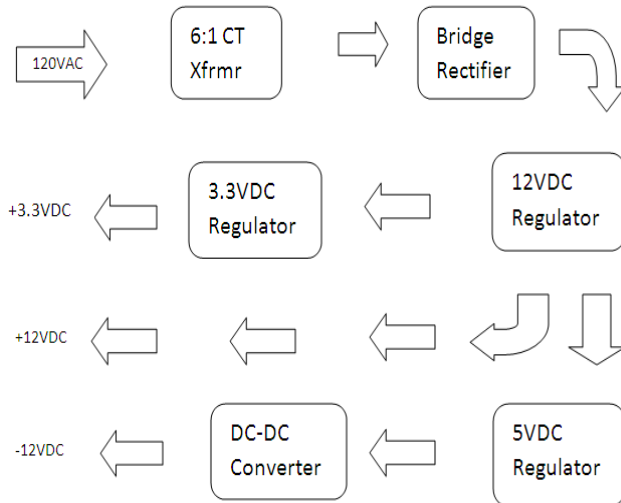 120VAC
6:1 CT
Xfrmr
Bridge
Rectifier
+3.3VDC
3.3VDC
Regulator
12VDC
Regulator
+12VDC
-12VDC
DC-DC
Converter
5VDC
Regulator